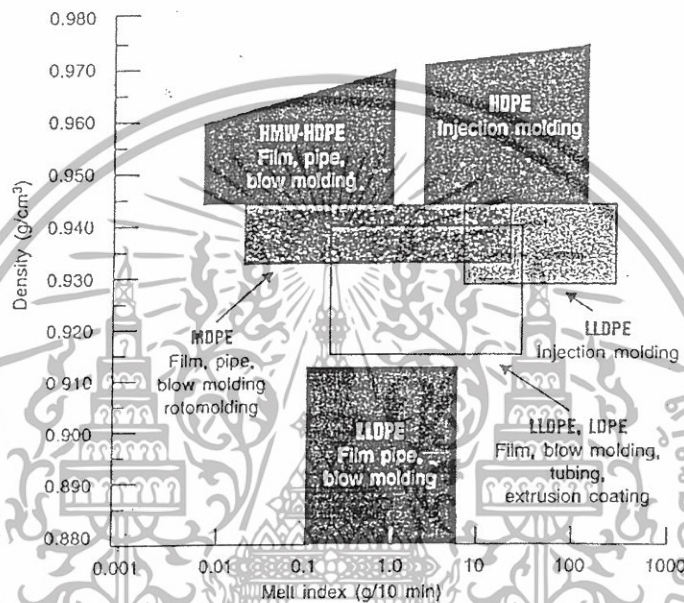 Density (g/cm³)
0.980
0.970
0.960
0.950
0.940
0.930
0.920
0.910
0.900
0.890
0.880
HMW-HDPE
Film, pipe,
blow molding
HDPE
Injection molding
MDPE
Film, pipe,
blow molding
rotomolding
LLDPE
Injection molding
LLDPE
Film pipe,
blow molding
LLDPE, LDPE
Film, blow molding,
tubing,
extrusion coating
0.001
0.01
0.1
1.0
10
100
1000
Melt index (g/10 min)